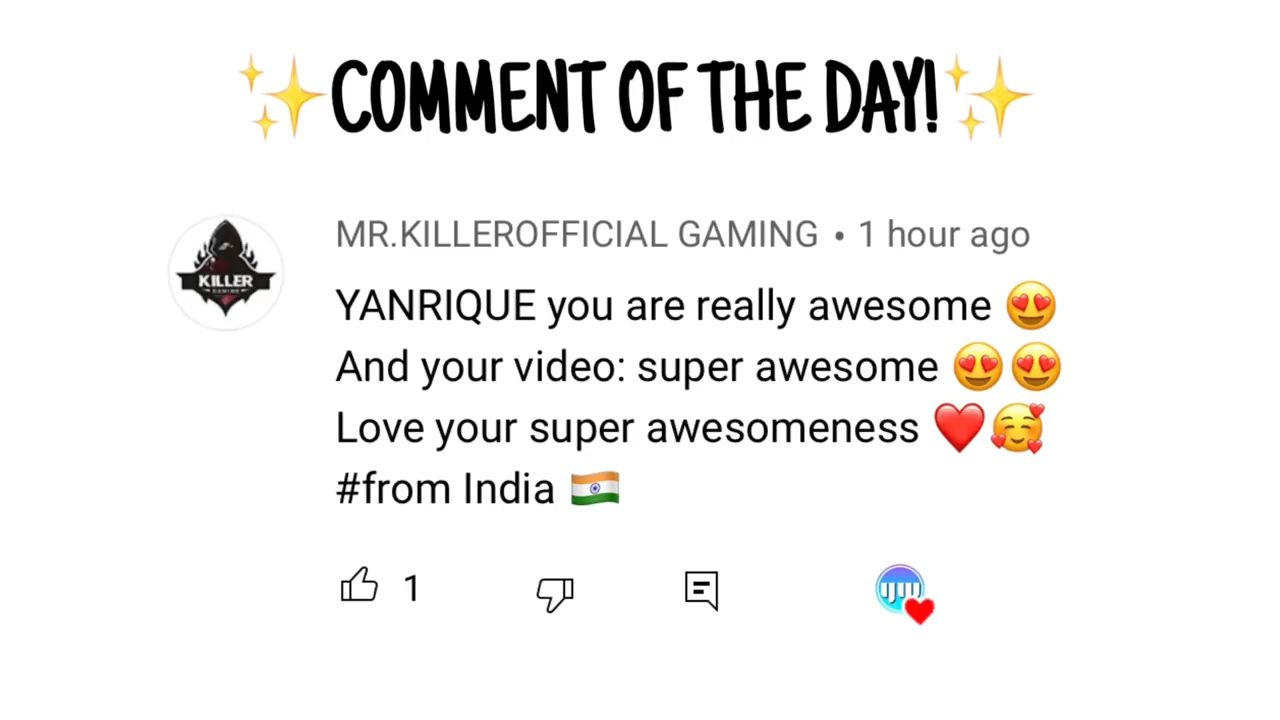 ✨COMMENT OF THE DAY!✨
MR.KILLEROFFICIAL GAMING • 1 hour ago
KILLER
GAMING
YANRIQUE you are really awesome 😍
And your video: super awesome 😍😍
Love your super awesomeness ❤️🥰
#from India 🇮🇳
1